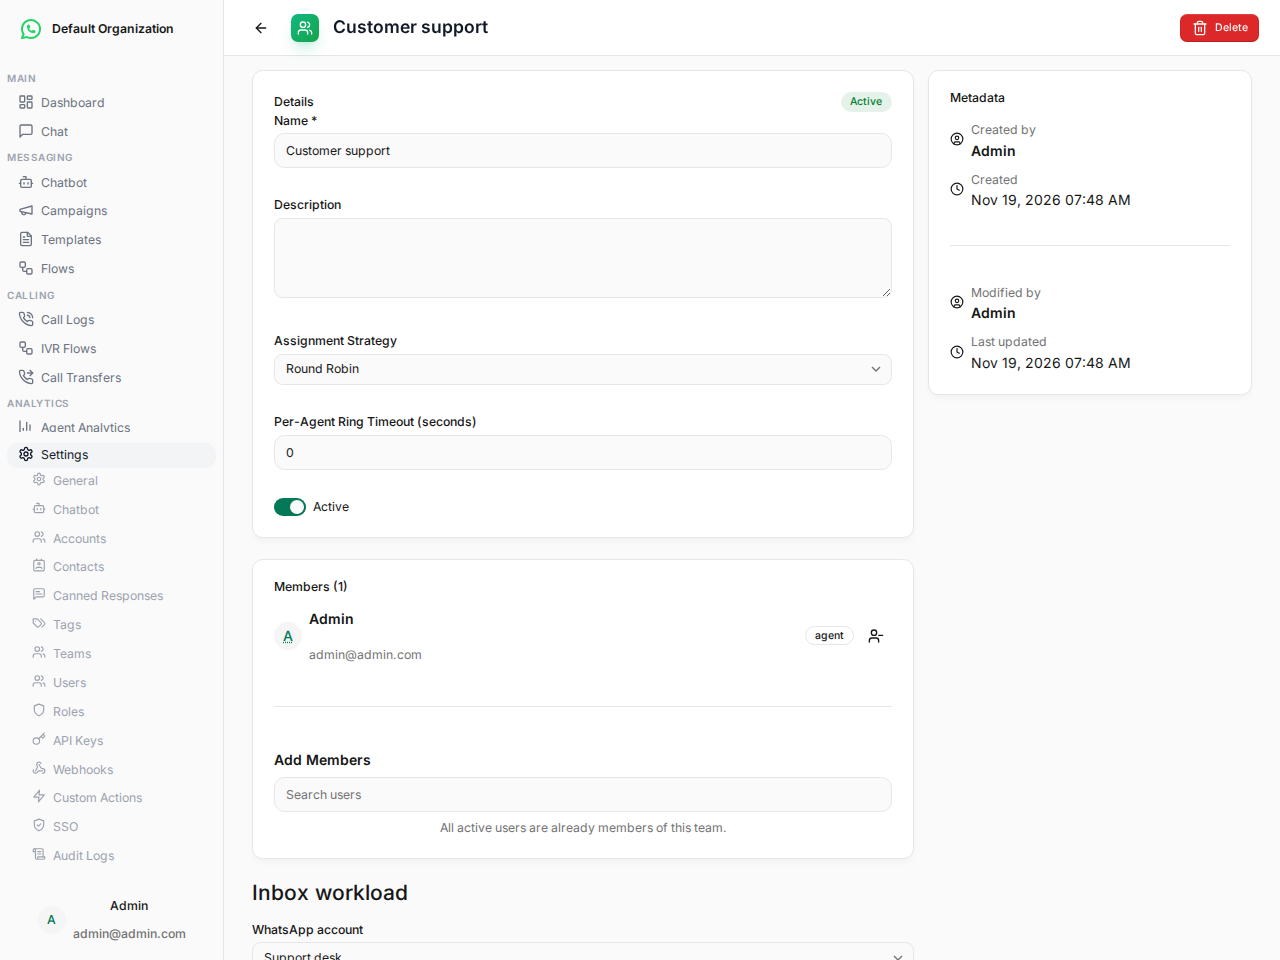 Default Organization
MAIN
Dashboard
Chat
MESSAGING
Chatbot
Campaigns
Templates
Flows
CALLING
Call Logs
IVR Flows
Call Transfers
ANALYTICS
Agent Analytics
Settings
General
Chatbot
Accounts
Contacts
Canned Responses
Tags
Teams
Users
Roles
API Keys
Webhooks
Custom Actions
SSO
Audit Logs
A
Admin
admin@admin.com
Customer support
Delete
Details
Active
Name *
Customer support
Description
Assignment Strategy
Round Robin
Per-Agent Ring Timeout (seconds)
0
Active
Members (1)
A
Admin
admin@admin.com
agent
Add Members
Search users
All active users are already members of this team.
Inbox workload
WhatsApp account
Support desk
Metadata
Created by
Admin
Created
Nov 19, 2026 07:48 AM
Modified by
Admin
Last updated
Nov 19, 2026 07:48 AM